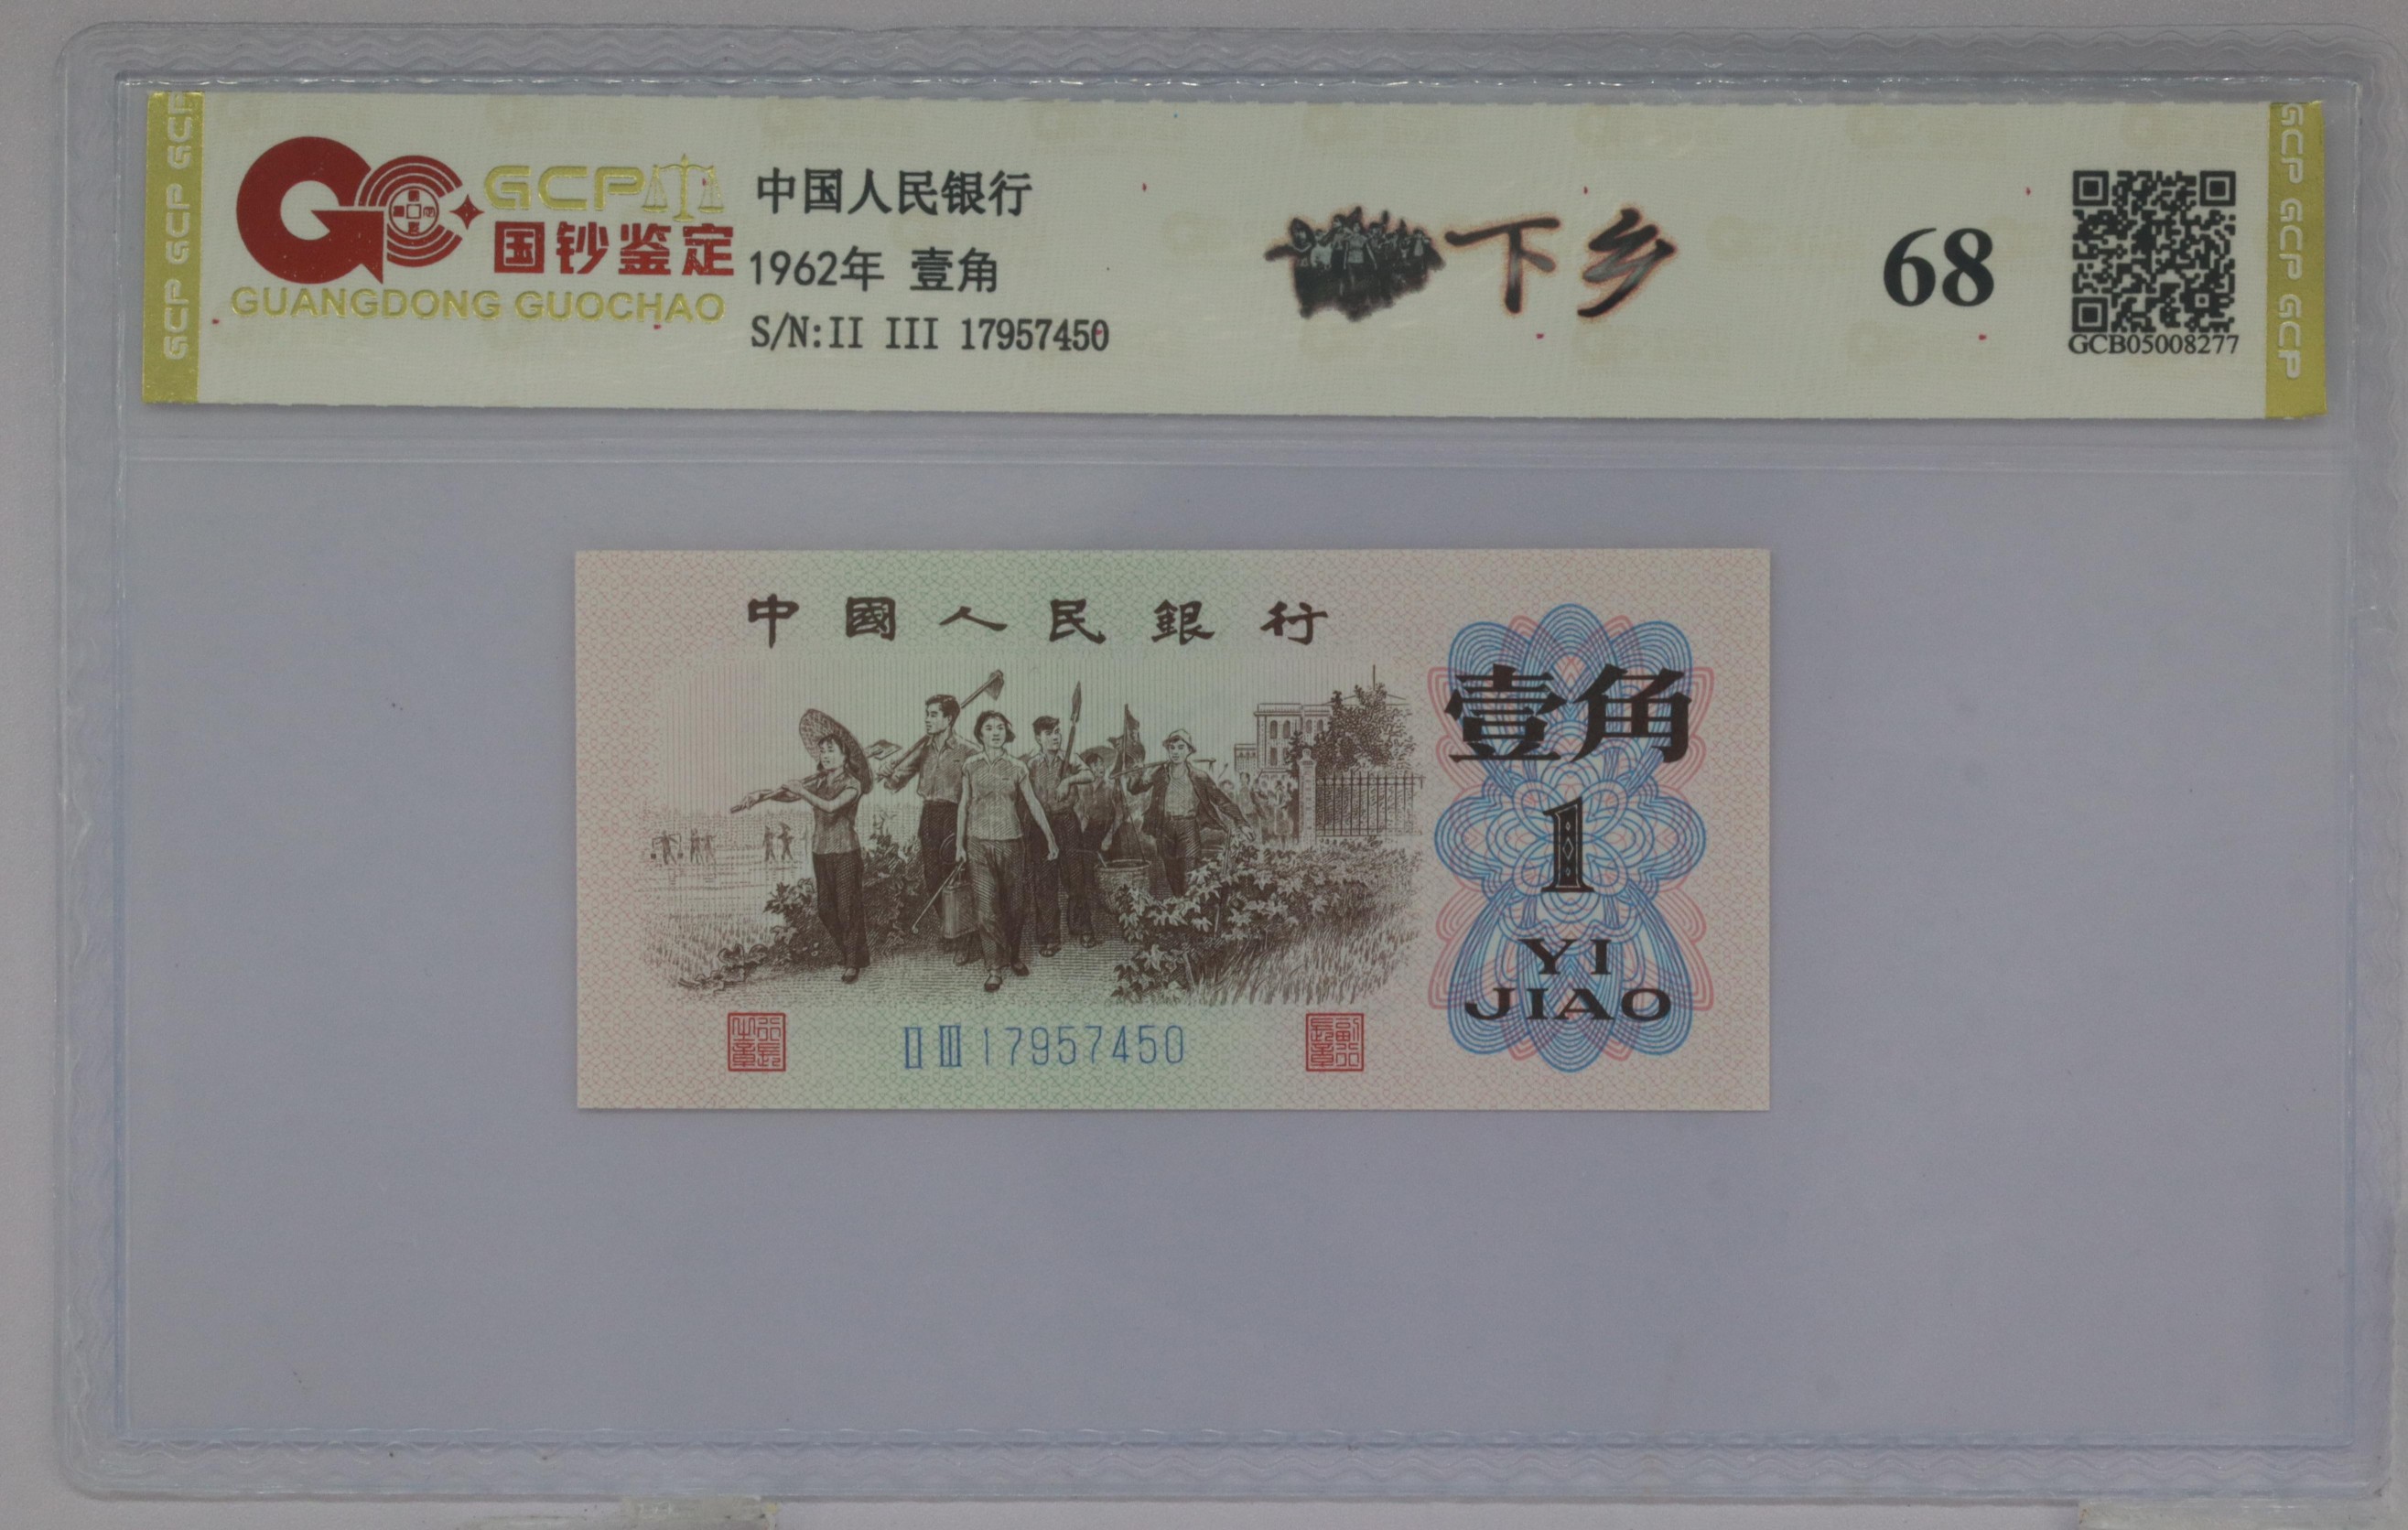 GCP GCP GCP
GCP
国钞鉴定
GUANGDONG GUOCHAO
中国人民银行
1962年 壹角
S/N:II III 17957450
下乡
68
GCB05008277
GCP GCP GCP
中國人民銀行
壹角
1
YI
JIAO
II III 17957450